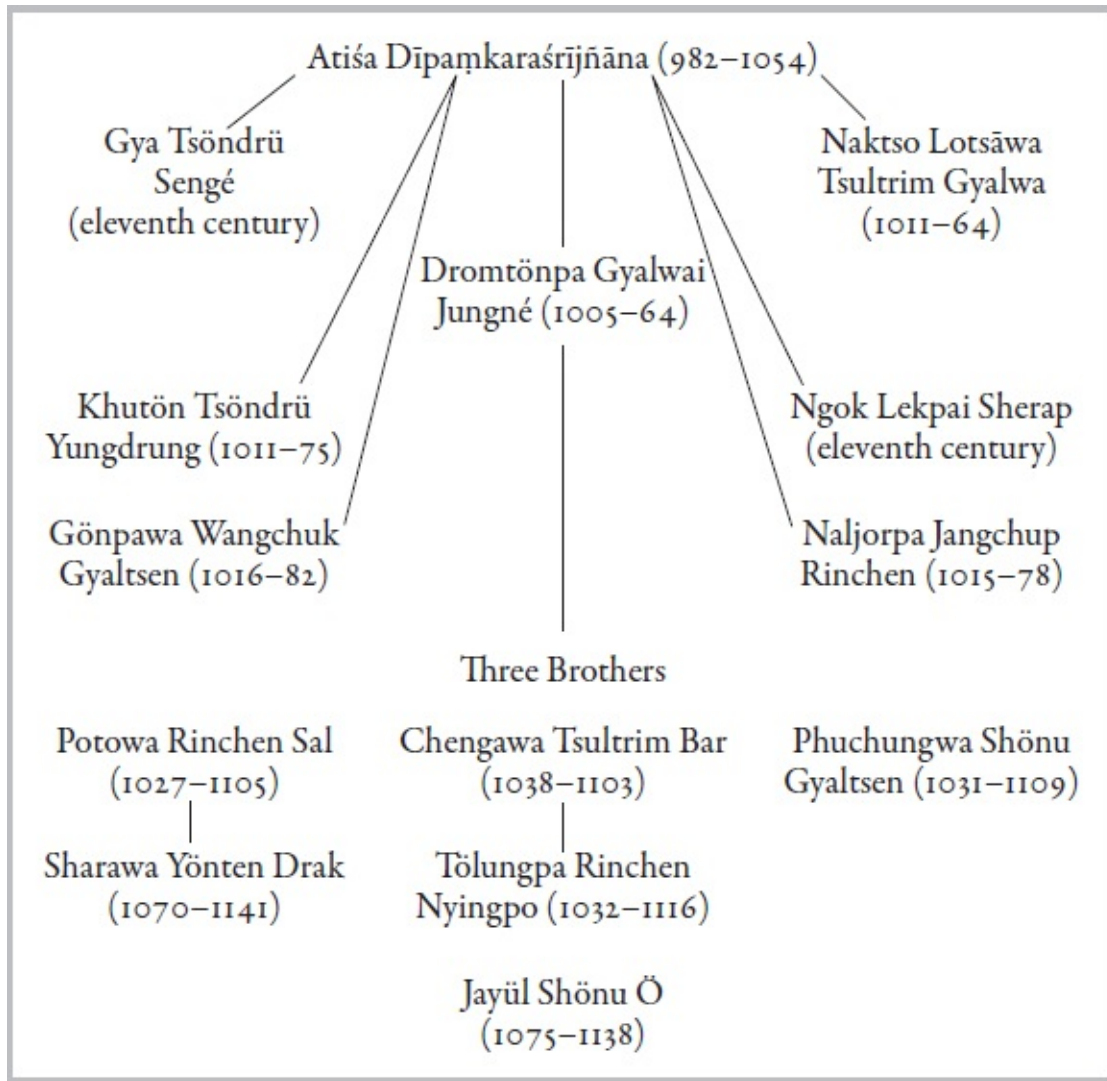 Atiśa Dīpaṃkaraśrījñāna (982–1054)
Gya Tsöndrü
Sengé
(eleventh century)
Naktso Lotsāwa
Tsultrim Gyalwa
(1011–64)
Dromtönpa Gyalwai
Jungné (1005–64)
Khutön Tsöndrü
Yungdrung (1011–75)
Ngok Lekpai Sherap
(eleventh century)
Gönpawa Wangchuk
Gyaltsen (1016–82)
Naljorpa Jangchup
Rinchen (1015–78)
Three Brothers
Potowa Rinchen Sal
(1027–1105)
Chengawa Tsultrim Bar
(1038–1103)
Phuchungwa Shönu
Gyaltsen (1031–1109)
Sharawa Yönten Drak
(1070–1141)
Tölungpa Rinchen
Nyingpo (1032–1116)
Jayül Shönu Ö
(1075–1138)